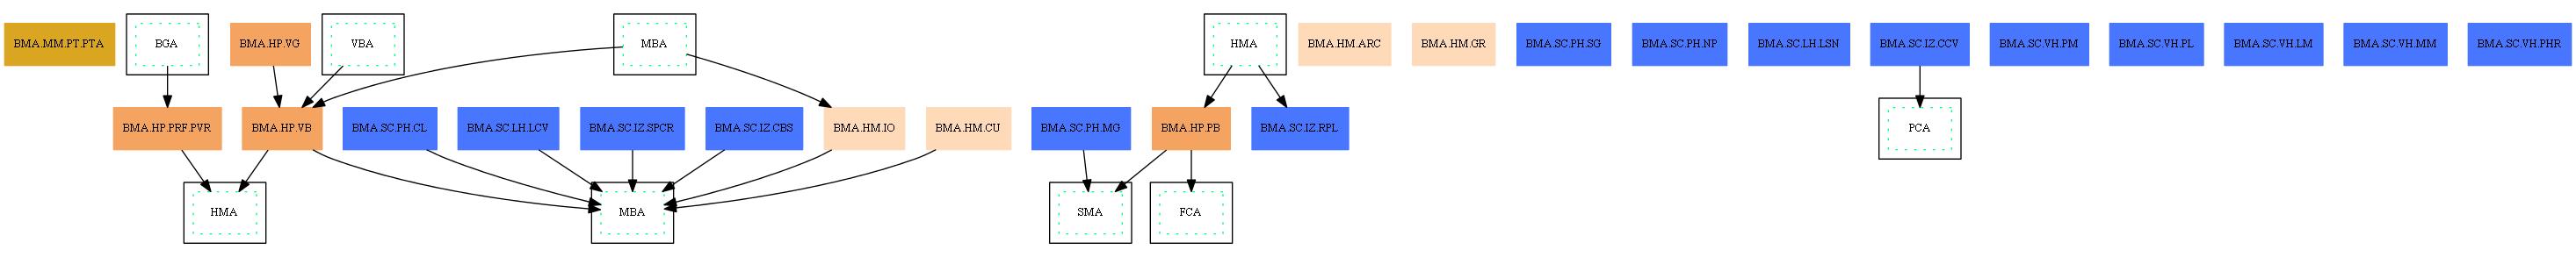 BMA.MM.PT.PTA
BGA
BMA.HP.VG
VBA
MBA
HMA
BMA.HM.ARC
BMA.HM.GR
BMA.SC.PH.SG
BMA.SC.PH.NP
BMA.SC.LH.LSN
BMA.SC.IZ.CCV
BMA.SC.VH.PM
BMA.SC.VH.PL
BMA.SC.VH.LM
BMA.SC.VH.MM
BMA.SC.VH.PHR
BMA.HP.PRF.PVR
BMA.HP.VB
BMA.SC.PH.CL
BMA.SC.LH.LCV
BMA.SC.IZ.SPCR
BMA.SC.IZ.CBS
BMA.HM.IO
BMA.HM.CU
BMA.SC.PH.MG
BMA.HP.PB
BMA.SC.IZ.RPL
PCA
HMA
MBA
SMA
FCA